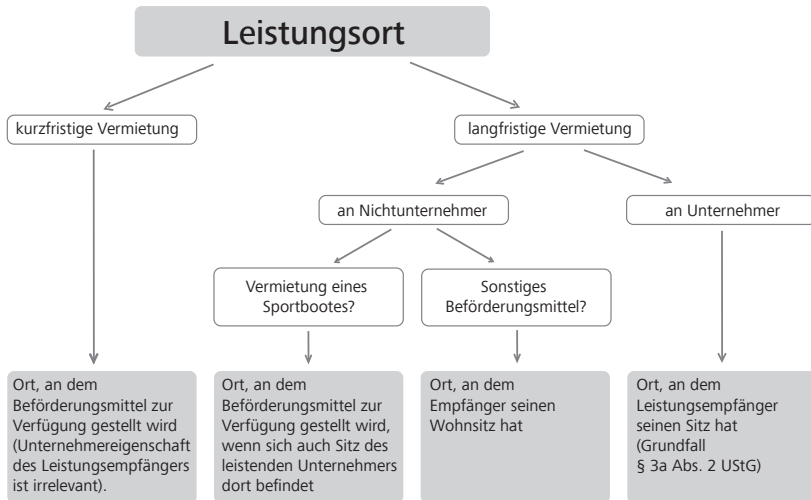 Leistungsort
kurzfristige Vermietung
langfristige Vermietung
an Nichtunternehmer
an Unternehmer
Vermietung eines
Sportbootes?
Sonstiges
Beförderungsmittel?
Ort, an dem
Beförderungsmittel zur
Verfügung gestellt wird
(Unternehmereigenschaft
des Leistungsempfängers
ist irrelevant).
Ort, an dem
Beförderungsmittel zur
Verfügung gestellt wird,
wenn sich auch Sitz des
leistenden Unternehmers
dort befindet
Ort, an dem
Empfänger seinen
Wohnsitz hat
Ort, an dem
Leistungsempfänger
seinen Sitz hat
(Grundfall
§ 3a Abs. 2 UStG)